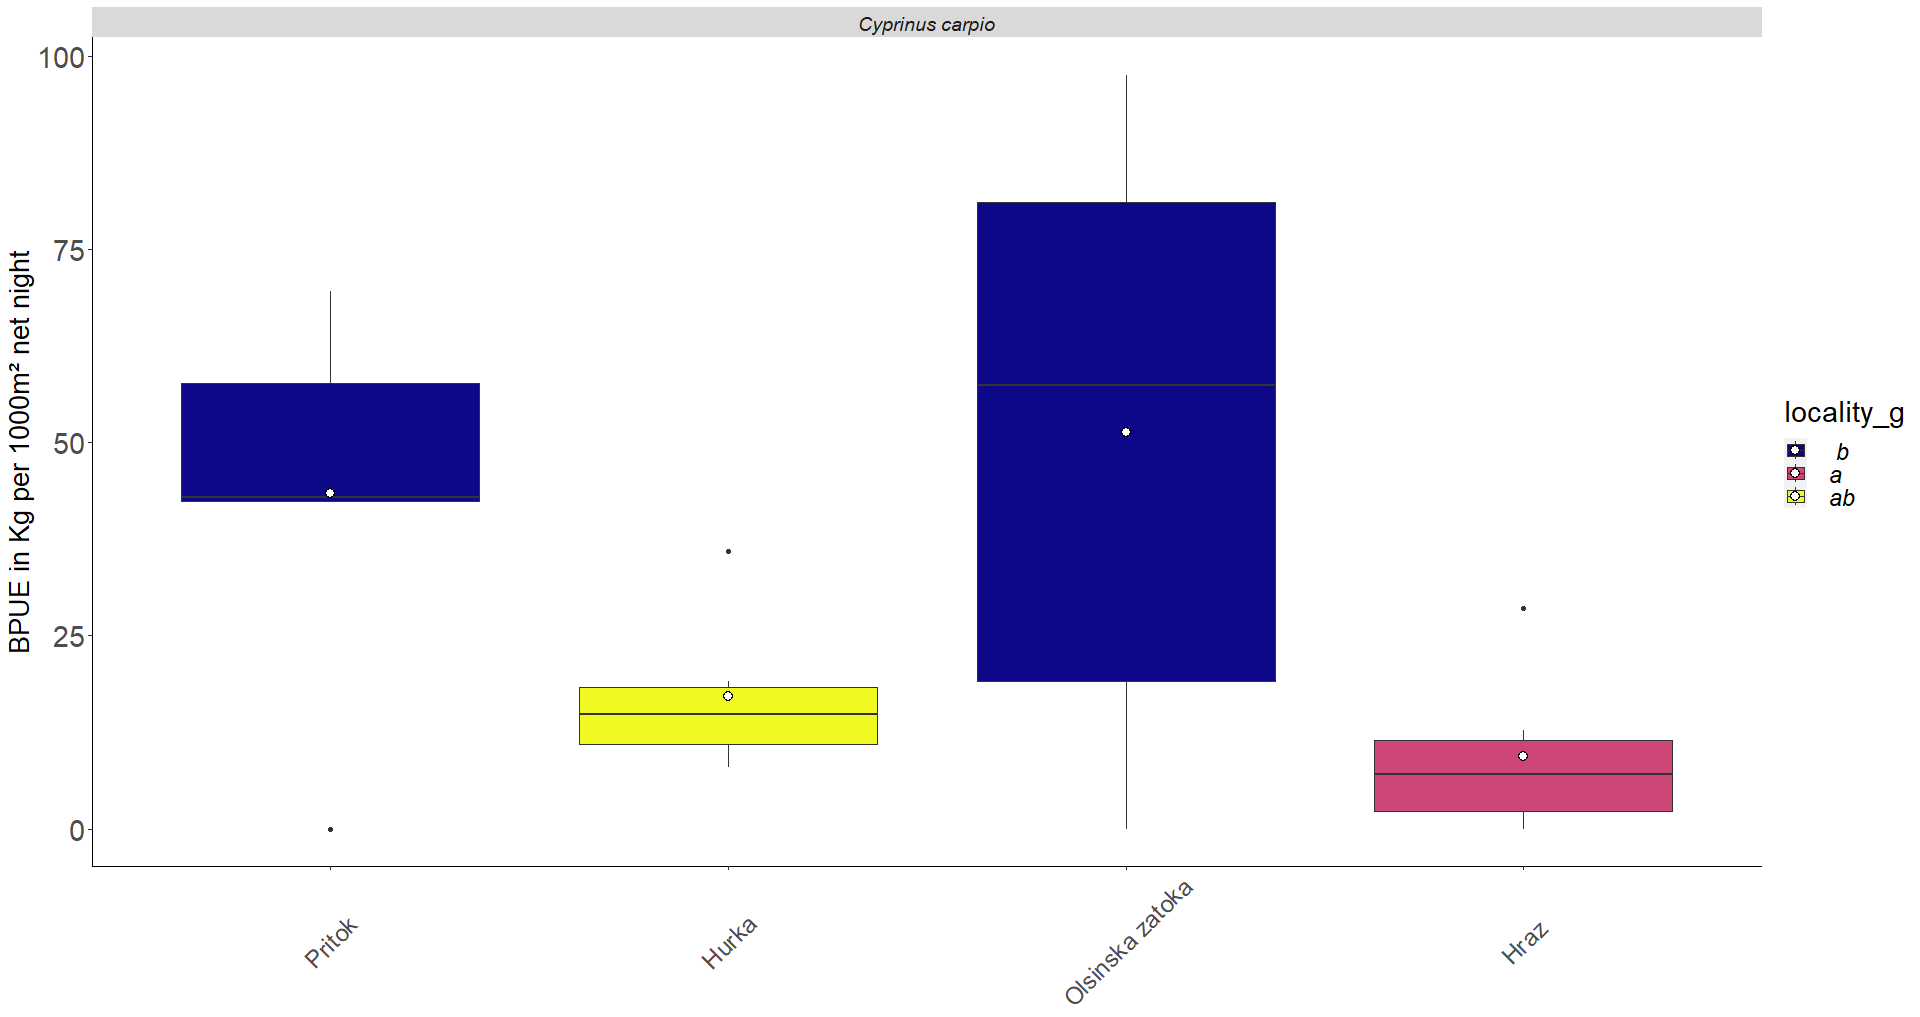 Cyprinus carpio
100
75
50
25
0
BPUE in Kg per 1000m² net night
Pritok
Hurka
Olsinska zatoka
Hraz
locality_g
b
a
ab